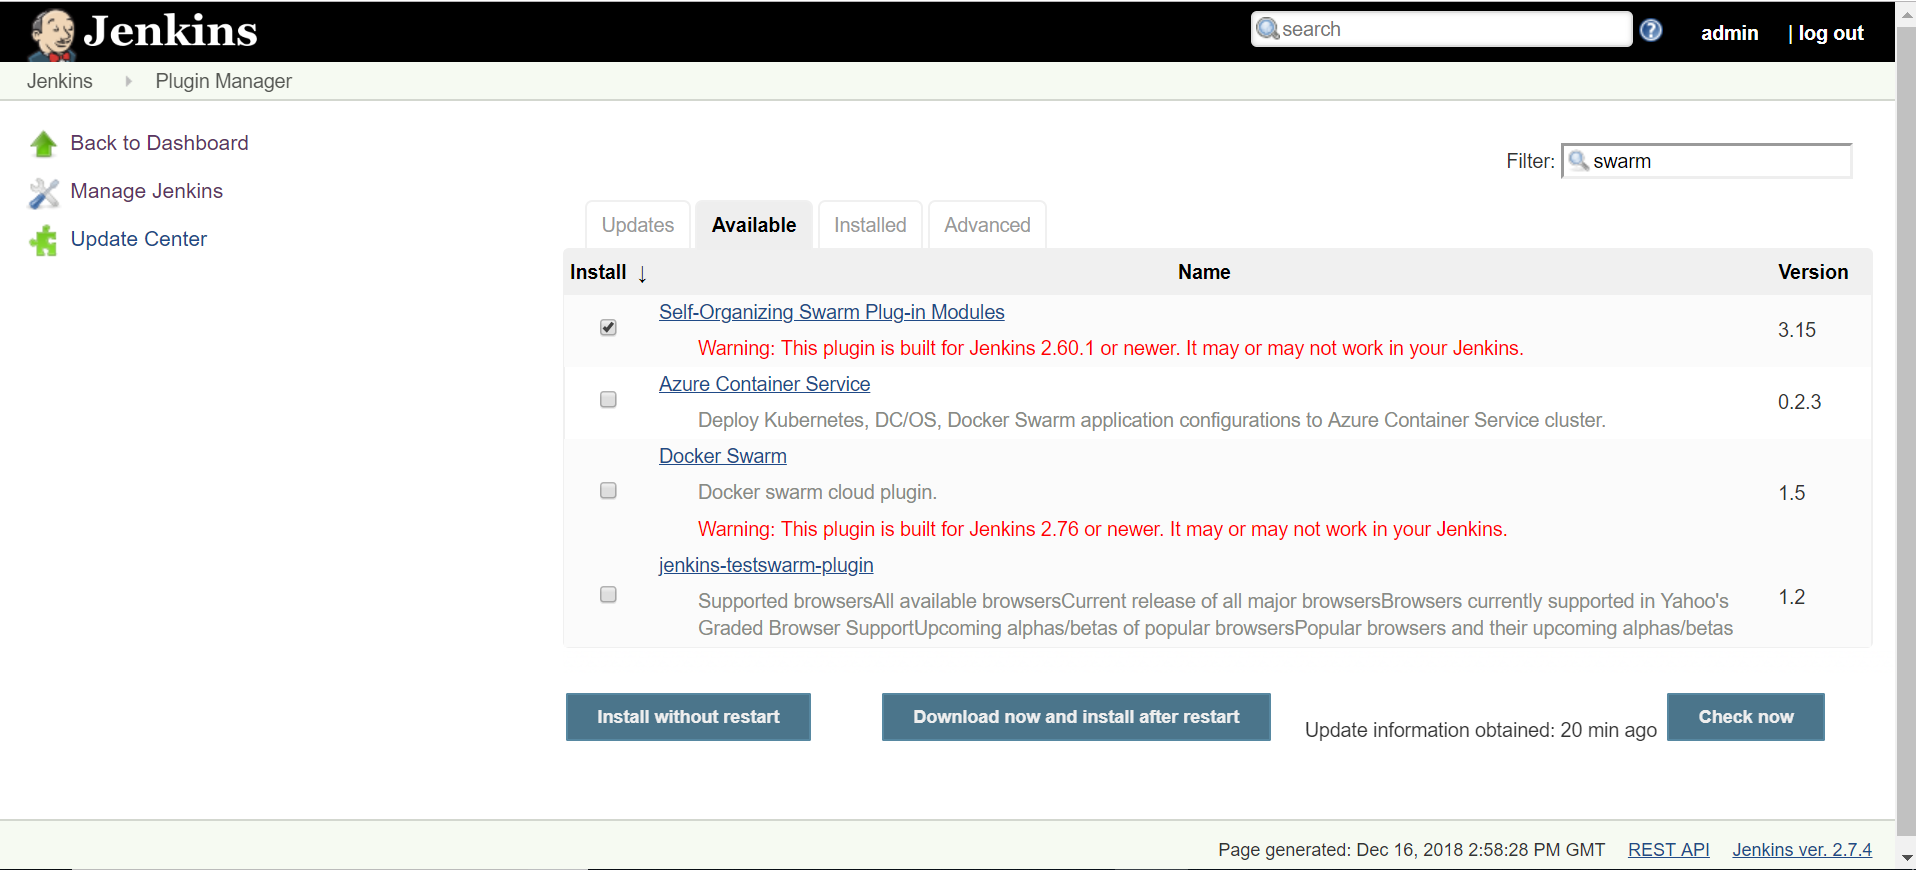 Jenkins
search
admin | log out
Jenkins Plugin Manager
Back to Dashboard
Manage Jenkins
Update Center
Filter: swarm
Updates Available Installed Advanced
Install ↓ Name Version
Self-Organizing Swarm Plug-in Modules
Warning: This plugin is built for Jenkins 2.60.1 or newer. It may or may not work in your Jenkins.
3.15
Azure Container Service
Deploy Kubernetes, DC/OS, Docker Swarm application configurations to Azure Container Service cluster.
0.2.3
Docker Swarm
Docker swarm cloud plugin.
Warning: This plugin is built for Jenkins 2.76 or newer. It may or may not work in your Jenkins.
1.5
jenkins-testswarm-plugin
Supported browsersAll available browsersCurrent release of all major browsersBrowsers currently supported in Yahoo's
Graded Browser SupportUpcoming alphas/betas of popular browsersPopular browsers and their upcoming alphas/betas
1.2
Install without restart
Download now and install after restart
Update information obtained: 20 min ago
Check now
Page generated: Dec 16, 2018 2:58:28 PM GMT REST API Jenkins ver. 2.7.4